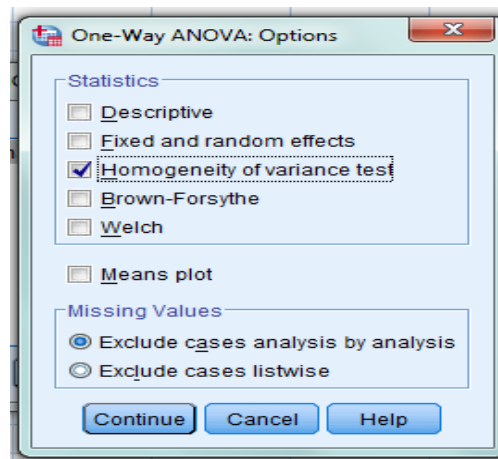 One-Way ANOVA: Options
Statistics
Descriptive
Fixed and random effects
Homogeneity of variance test
Brown-Forsythe
Welch
Means plot
Missing Values
Exclude cases analysis by analysis
Exclude cases listwise
Continue Cancel Help